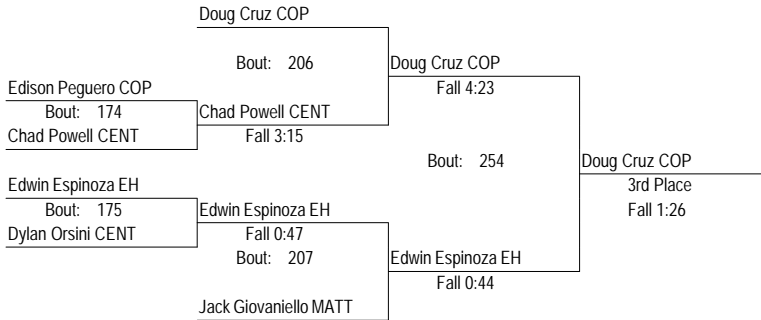 Doug Cruz COP
Bout: 206
Doug Cruz COP
Fall 4:23
Edison Peguero COP
Bout: 174
Chad Powell CENT
Chad Powell CENT
Fall 3:15
Bout: 254
Doug Cruz COP
3rd Place
Fall 1:26
Edwin Espinoza EH
Bout: 175
Dylan Orsini CENT
Edwin Espinoza EH
Fall 0:47
Bout: 207
Edwin Espinoza EH
Fall 0:44
Jack Giovaniello MATT